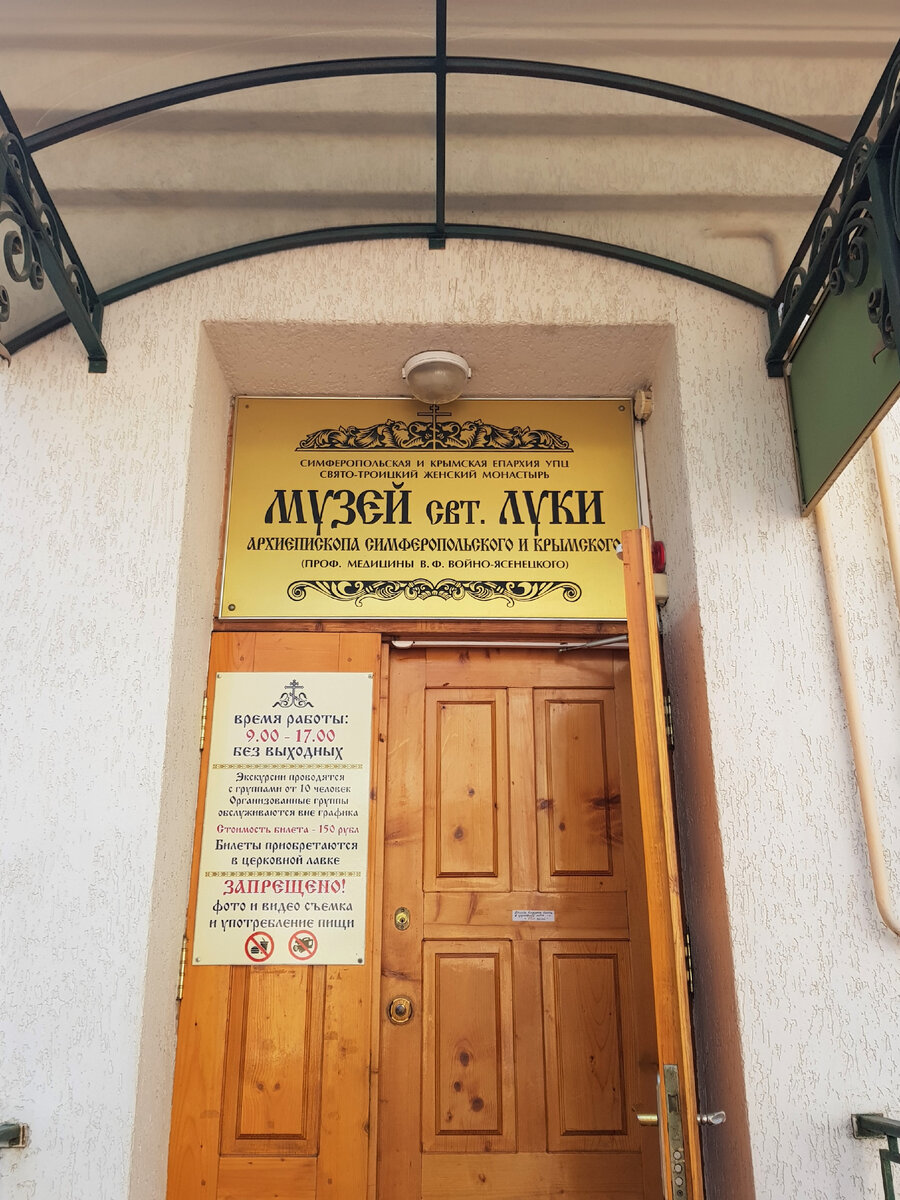 СИМФЕРОПОЛЬСКАЯ И КРЫМСКАЯ ЕПАРХИЯ УПЦ
СВЯТО-ТРОИЦКИЙ ЖЕНСКИЙ МОНАСТЫРЬ
МУЗЕЙ СВТ. ЛУКИ
АРХИЕПИСКОПА СИМФЕРОПОЛЬСКОГО И КРЫМСКОГО
(ПРОФ. МЕДИЦИНЫ В. Ф. ВОЙНО-ЯСЕНЕЦКОГО)
ВРЕМЯ РАБОТЫ:
9.00 - 17.00
БЕЗ ВЫХОДНЫХ
Экскурсии проводятся
с группами от 10 человек
Организованные группы
обслуживаются вне графика
Стоимость билета - 150 рубл
Билеты приобретаются
в церковной лавке
ЗАПРЕЩЕНО!
фото и видео съемка
и употребление пищи